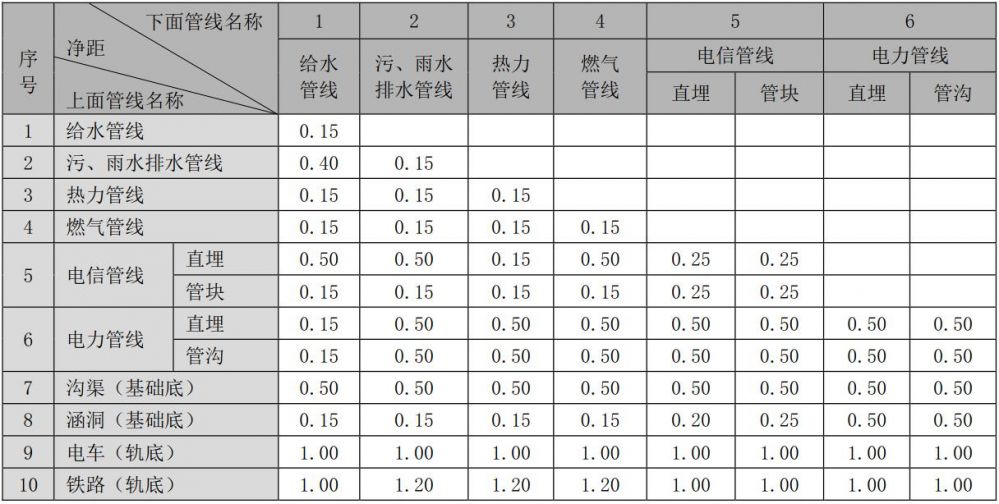 序号 下面管线名称 净距 上面管线名称 1 2 3 4 5 6
给水管线 污、雨水排水管线 热力管线 燃气管线 电信管线 电力管线
直埋 管块 直埋 管沟
1 给水管线 0.15
2 污、雨水排水管线 0.40 0.15
3 热力管线 0.15 0.15 0.15
4 燃气管线 0.15 0.15 0.15 0.15
5 电信管线 直埋 0.50 0.50 0.15 0.50 0.25 0.25
管块 0.15 0.15 0.15 0.15 0.25 0.25
6 电力管线 直埋 0.15 0.50 0.50 0.50 0.50 0.50 0.50 0.50
管沟 0.15 0.50 0.50 0.50 0.50 0.50 0.50 0.50
7 沟渠（基础底） 0.50 0.50 0.50 0.50 0.50 0.50 0.50 0.50
8 涵洞（基础底） 0.15 0.15 0.15 0.15 0.20 0.25 0.50 0.50
9 电车（轨底） 1.00 1.00 1.00 1.00 1.00 1.00 1.00 1.00
10 铁路（轨底） 1.00 1.20 1.20 1.20 1.00 1.00 1.00 1.00